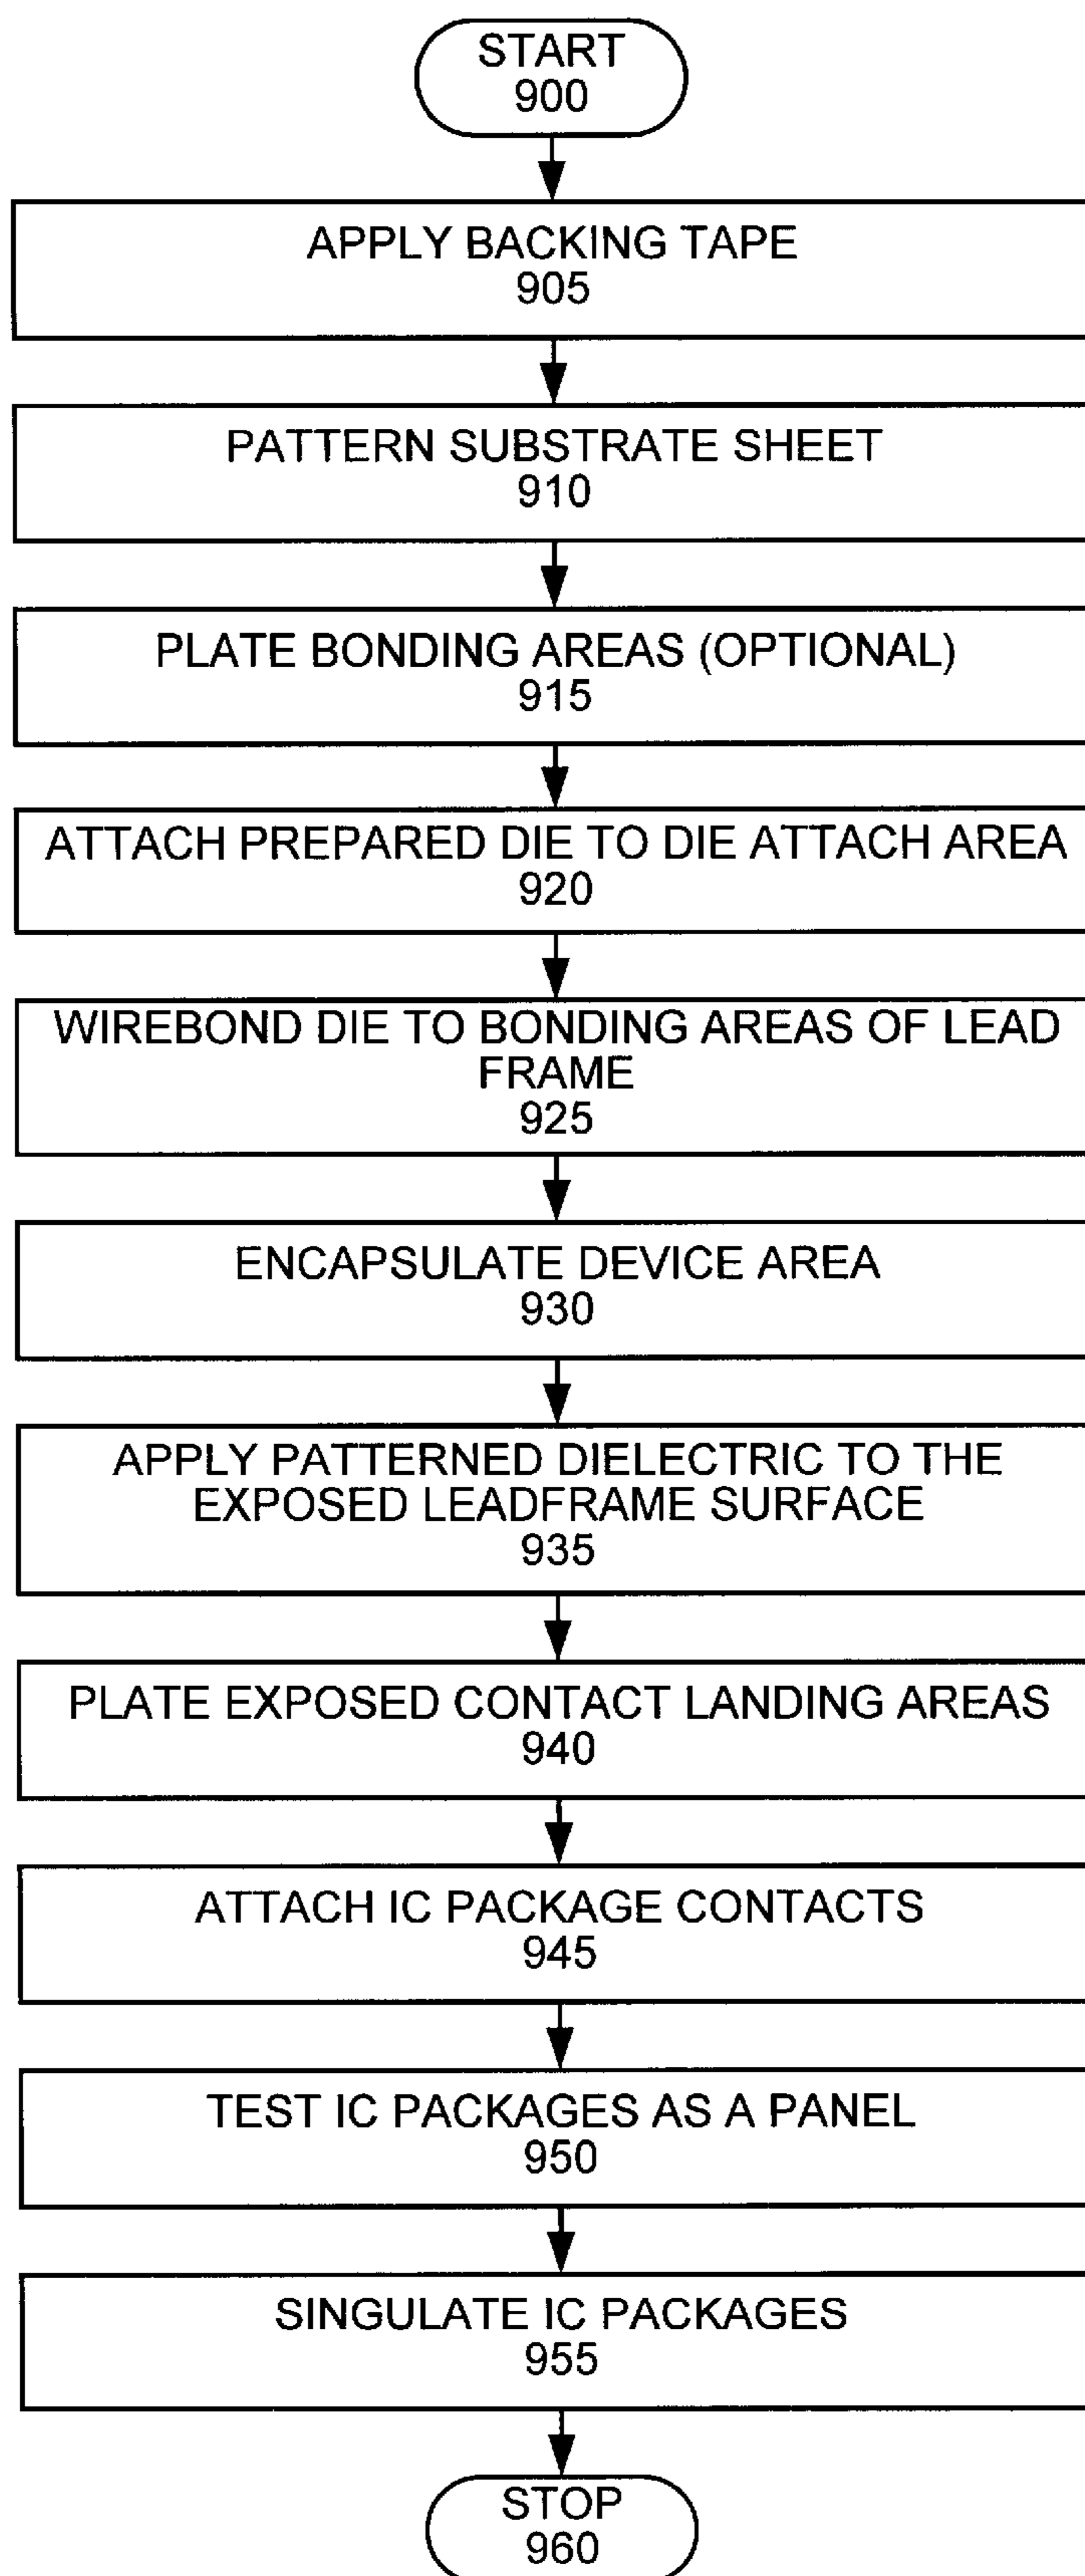 START
900
APPLY BACKING TAPE
905
PATTERN SUBSTRATE SHEET
910
PLATE BONDING AREAS (OPTIONAL)
915
ATTACH PREPARED DIE TO DIE ATTACH AREA
920
WIREBOND DIE TO BONDING AREAS OF LEAD
FRAME
925
ENCAPSULATE DEVICE AREA
930
APPLY PATTERNED DIELECTRIC TO THE
EXPOSED LEADFRAME SURFACE
935
PLATE EXPOSED CONTACT LANDING AREAS
940
ATTACH IC PACKAGE CONTACTS
945
TEST IC PACKAGES AS A PANEL
950
SINGULATE IC PACKAGES
955
STOP
960